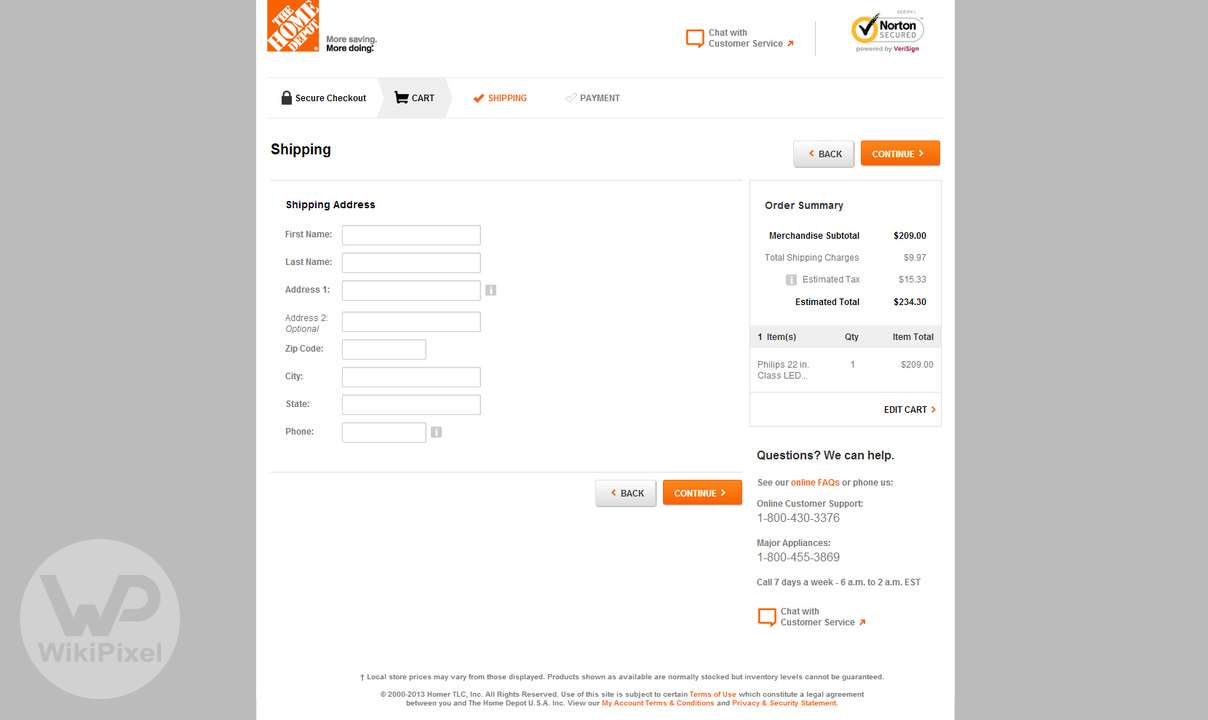 THE HOME DEPOT
More saving.
More doing.
Chat with
Customer Service
VERIFY
Norton
SECURED
powered by VeriSign
Secure Checkout
CART
SHIPPING
PAYMENT
Shipping
BACK
CONTINUE
Shipping Address
First Name:
Last Name:
Address 1:
Address 2:
Optional
Zip Code:
City:
State:
Phone:
BACK
CONTINUE
Order Summary
Merchandise Subtotal $209.00
Total Shipping Charges $9.97
Estimated Tax $15.33
Estimated Total $234.30
1 Item(s) Qty Item Total
Philips 22 in. 1 $209.00
Class LED...
EDIT CART
Questions? We can help.
See our online FAQs or phone us:
Online Customer Support:
1-800-430-3376
Major Appliances:
1-800-455-3869
Call 7 days a week - 6 a.m. to 2 a.m. EST
Chat with
Customer Service
WP
WikiPixel
† Local store prices may vary from those displayed. Products shown as available are normally stocked but inventory levels cannot be guaranteed.
© 2000-2013 Homer TLC, Inc. All Rights Reserved. Use of this site is subject to certain Terms of Use which constitute a legal agreement
between you and The Home Depot U.S.A. Inc. View our My Account Terms & Conditions and Privacy & Security Statement.